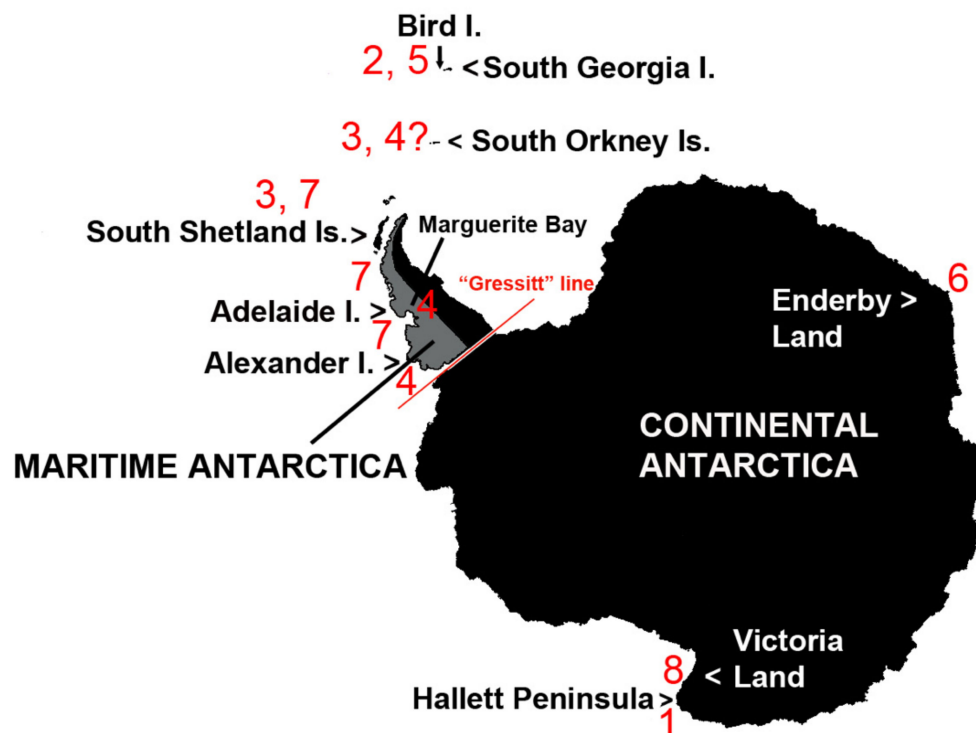 Bird I.
2, 5
< South Georgia I.
3, 4?
< South Orkney Is.
3, 7
South Shetland Is. >
Marguerite Bay
7
"Gressitt" line
6
Adelaide I. >
4
Enderby >
Land
7
Alexander I. >
4
CONTINENTAL
ANTARCTICA
MARITIME ANTARCTICA
Victoria
< Land
8
Hallett Peninsula >
1